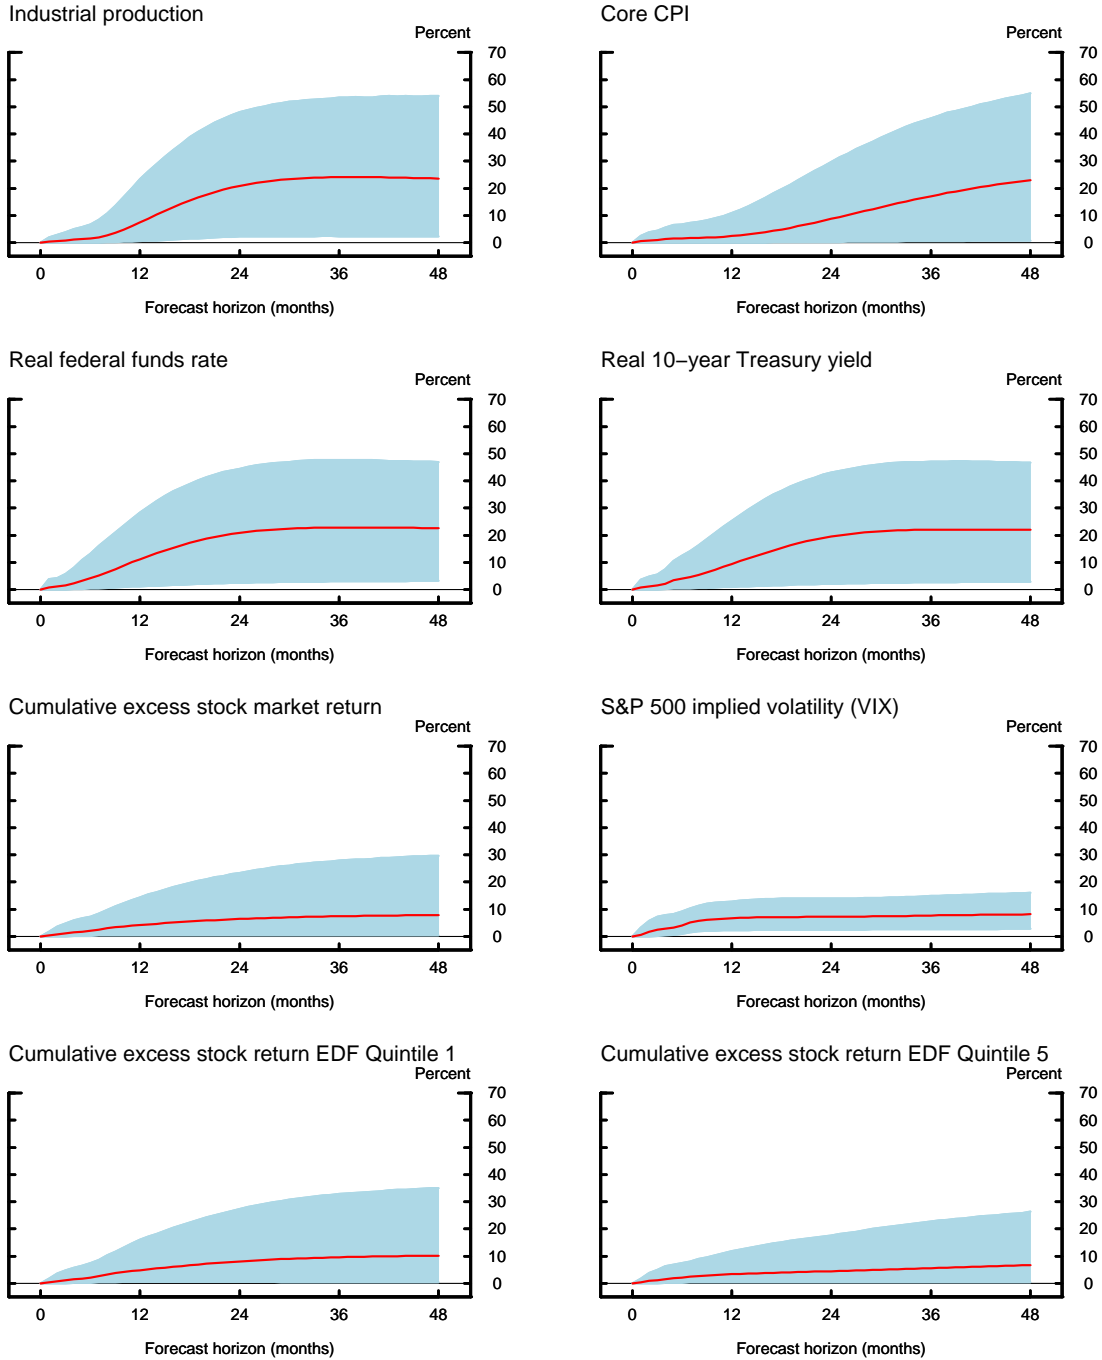 Industrial production
Percent
70
60
50
40
30
20
10
0
0 12 24 36 48
Forecast horizon (months)
Core CPI
Percent
70
60
50
40
30
20
10
0
0 12 24 36 48
Forecast horizon (months)
Real federal funds rate
Percent
70
60
50
40
30
20
10
0
0 12 24 36 48
Forecast horizon (months)
Real 10−year Treasury yield
Percent
70
60
50
40
30
20
10
0
0 12 24 36 48
Forecast horizon (months)
Cumulative excess stock market return
Percent
70
60
50
40
30
20
10
0
0 12 24 36 48
Forecast horizon (months)
S&P 500 implied volatility (VIX)
Percent
70
60
50
40
30
20
10
0
0 12 24 36 48
Forecast horizon (months)
Cumulative excess stock return EDF Quintile 1
Percent
70
60
50
40
30
20
10
0
0 12 24 36 48
Forecast horizon (months)
Cumulative excess stock return EDF Quintile 5
Percent
70
60
50
40
30
20
10
0
0 12 24 36 48
Forecast horizon (months)